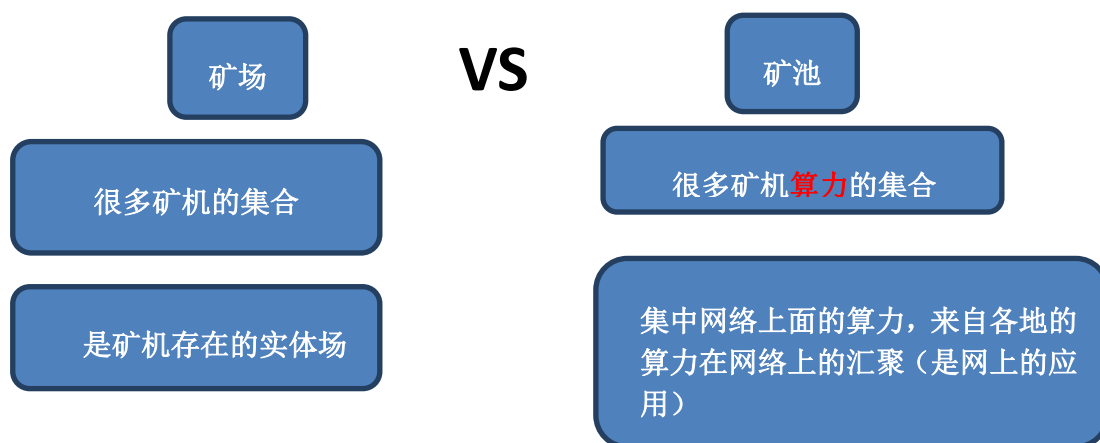 矿场
VS
矿池
很多矿机的集合
很多矿机算力的集合
是矿机存在的实体场
集中网络上面的算力，来自各地的
算力在网络上的汇聚（是网上的应
用）